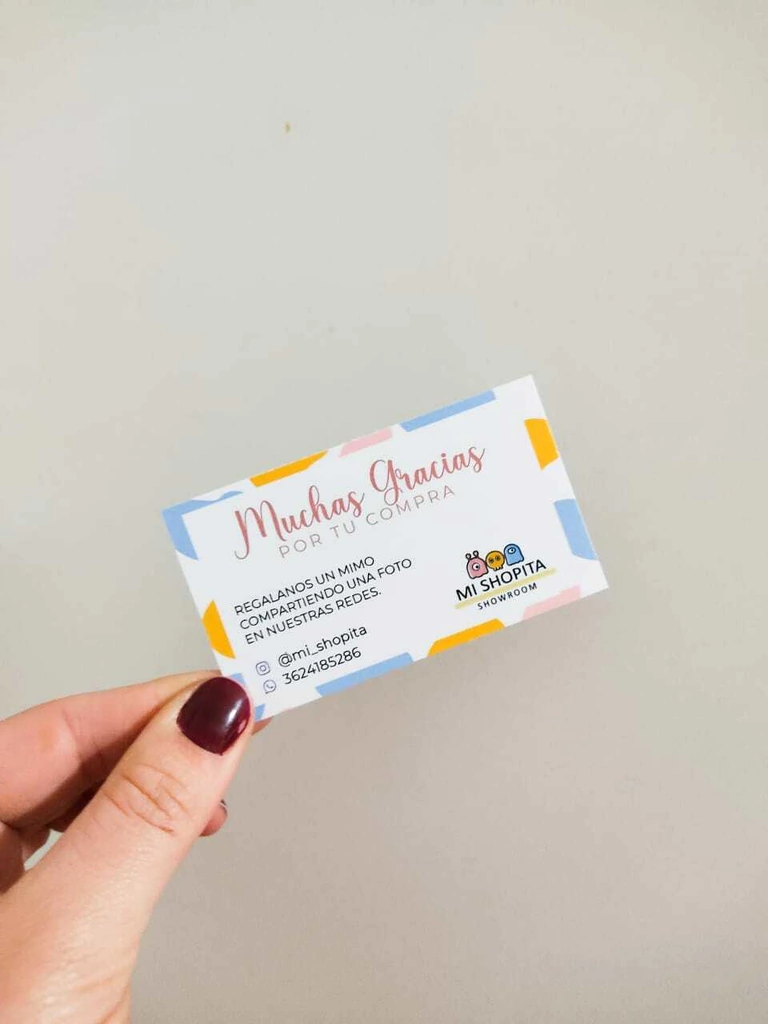 Muchas Gracias
POR TU COMPRA
REGALANOS UN MIMO
COMPARTIENDO UNA FOTO
EN NUESTRAS REDES.
@mi_shopita
3624185286
MI SHOPITA
SHOWROOM